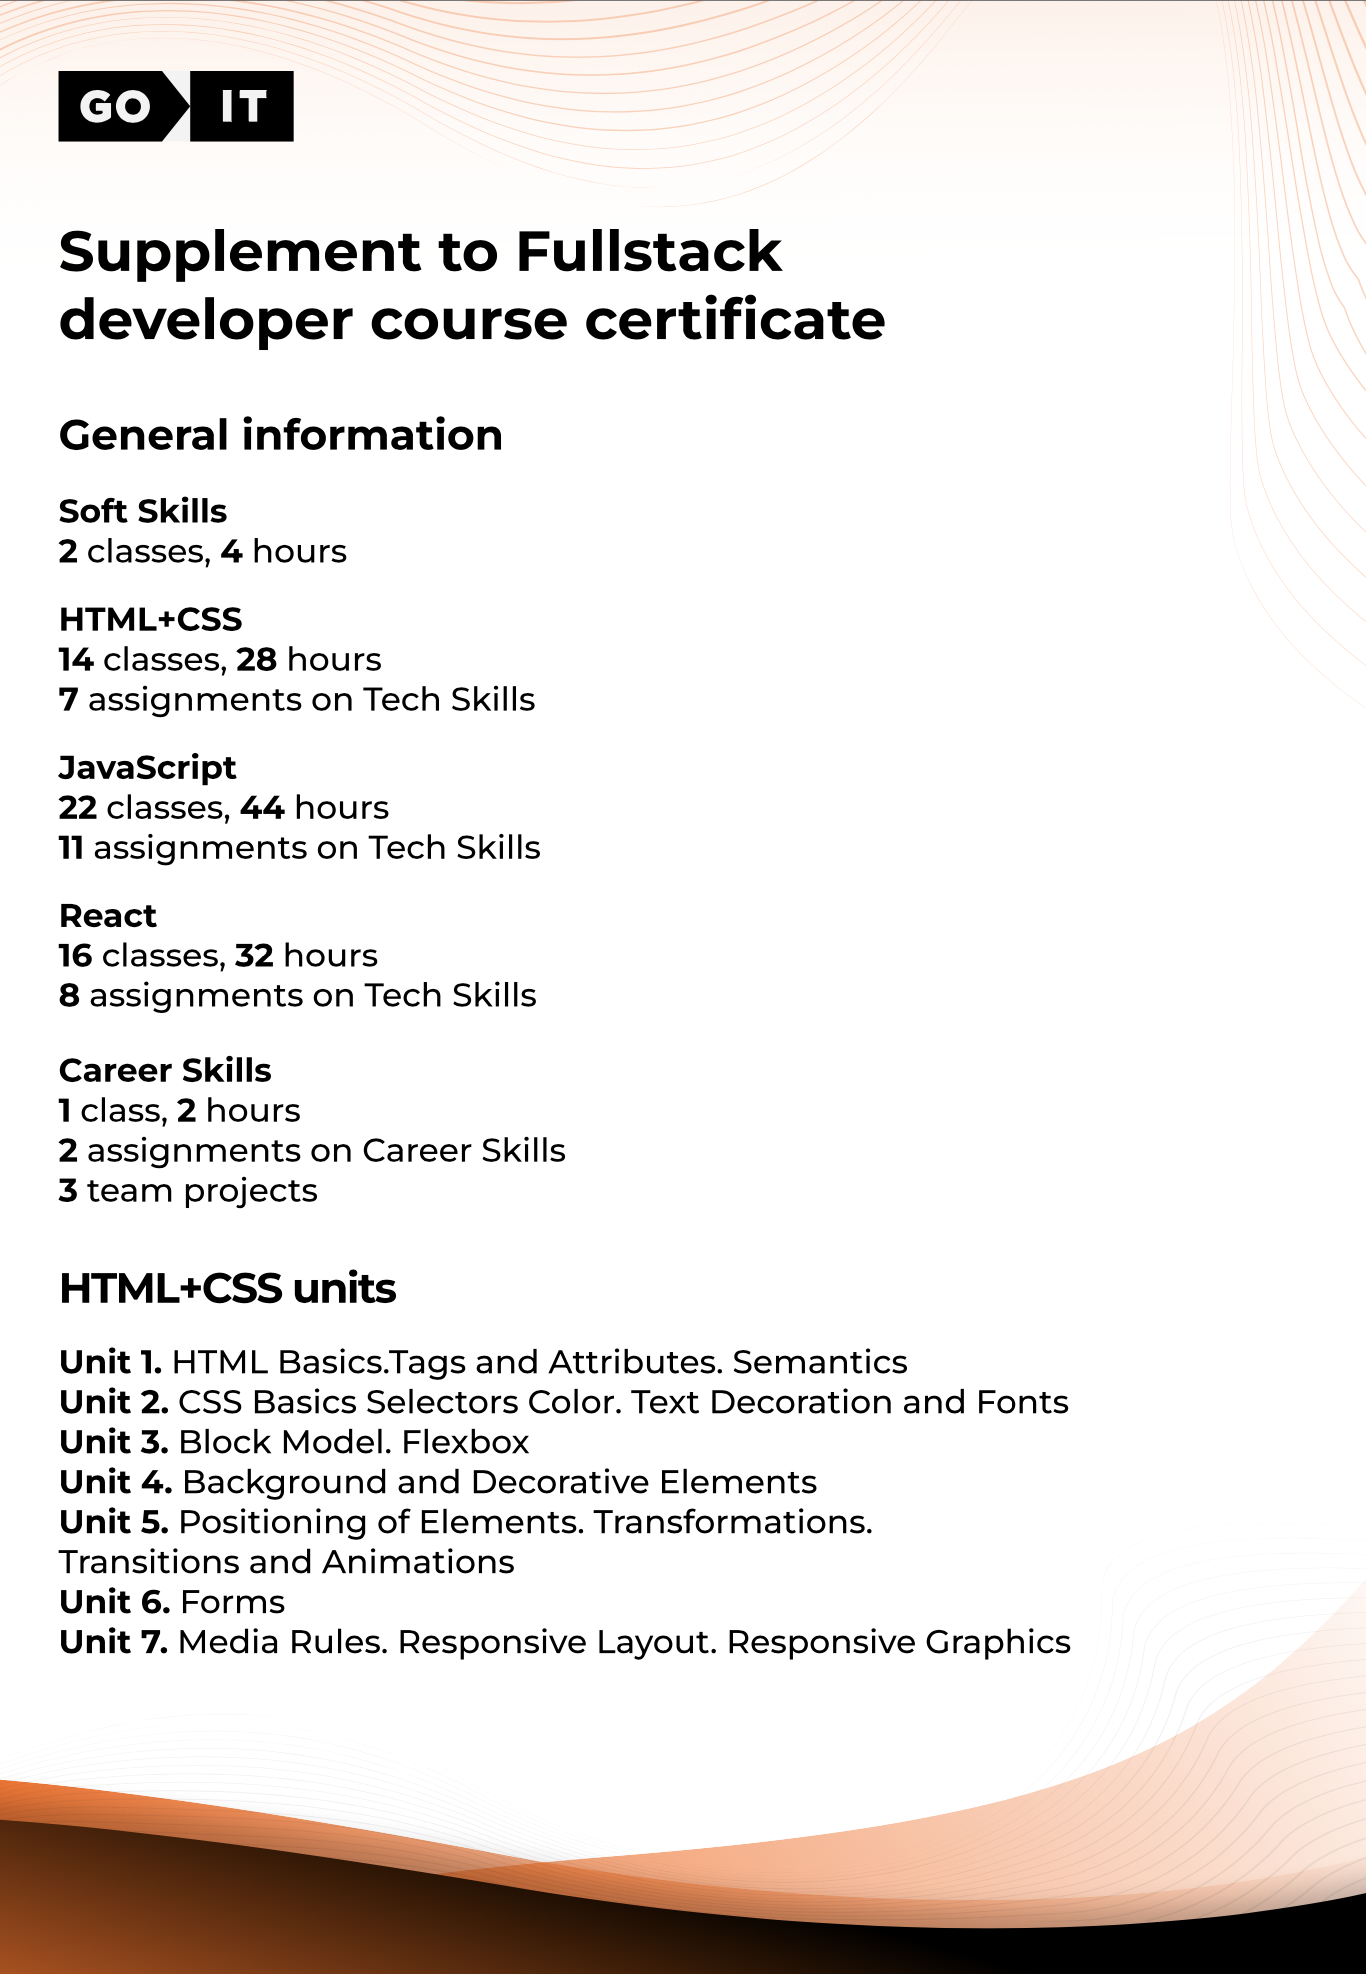 GO IT
Supplement to Fullstack
developer course certificate
General information
Soft Skills
2 classes, 4 hours
HTML+CSS
14 classes, 28 hours
7 assignments on Tech Skills
JavaScript
22 classes, 44 hours
11 assignments on Tech Skills
React
16 classes, 32 hours
8 assignments on Tech Skills
Career Skills
1 class, 2 hours
2 assignments on Career Skills
3 team projects
HTML+CSS units
Unit 1. HTML Basics.Tags and Attributes. Semantics
Unit 2. CSS Basics Selectors Color. Text Decoration and Fonts
Unit 3. Block Model. Flexbox
Unit 4. Background and Decorative Elements
Unit 5. Positioning of Elements. Transformations.
Transitions and Animations
Unit 6. Forms
Unit 7. Media Rules. Responsive Layout. Responsive Graphics